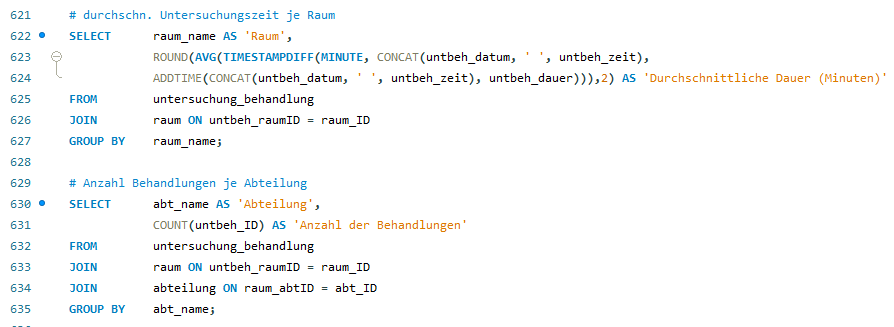 621 # durchschn. Untersuchungszeit je Raum
622 SELECT raum_name AS 'Raum',
623 ROUND(AVG(TIMESTAMPDIFF(MINUTE, CONCAT(untbeh_datum, ' ', untbeh_zeit),
624 ADDTIME(CONCAT(untbeh_datum, ' ', untbeh_zeit), untbeh_dauer))),2) AS 'Durchschnittliche Dauer (Minuten)'
625 FROM untersuchung_behandlung
626 JOIN raum ON untbeh_raumID = raum_ID
627 GROUP BY raum_name;
628
629 # Anzahl Behandlungen je Abteilung
630 SELECT abt_name AS 'Abteilung',
631 COUNT(untbeh_ID) AS 'Anzahl der Behandlungen'
632 FROM untersuchung_behandlung
633 JOIN raum ON untbeh_raumID = raum_ID
634 JOIN abteilung ON raum_abtID = abt_ID
635 GROUP BY abt_name;